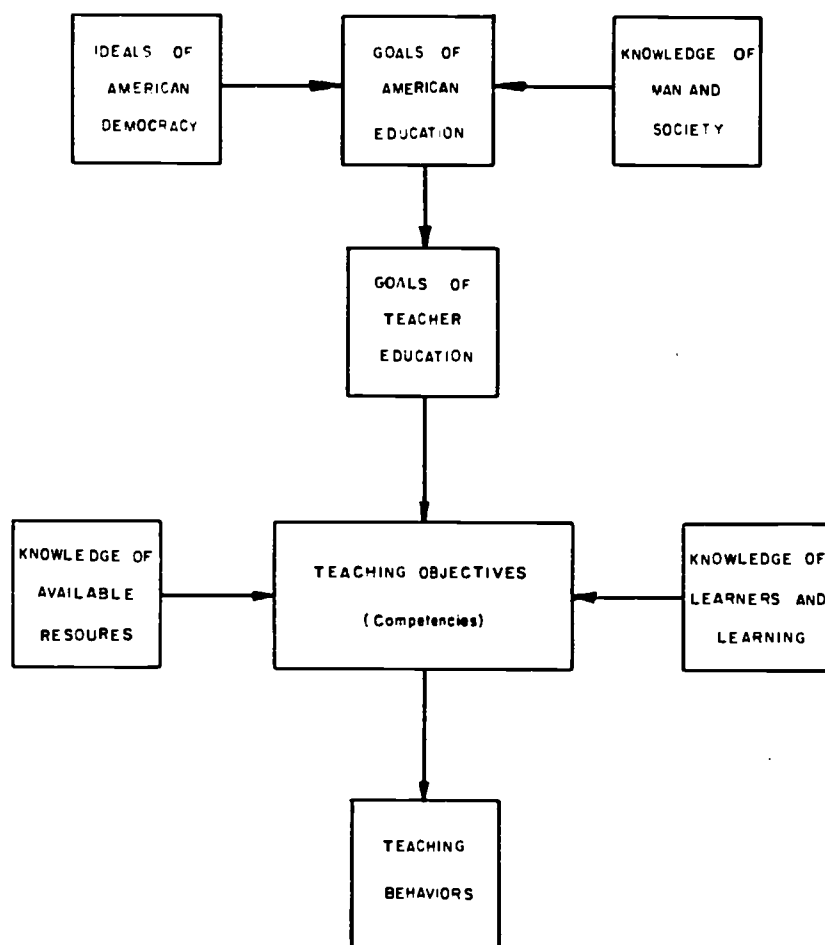 IDEALS OF
AMERICAN
DEMOCRACY
GOALS OF
AMERICAN
EDUCATION
KNOWLEDGE OF
MAN AND
SOCIETY
GOALS OF
TEACHER
EDUCATION
KNOWLEDGE OF
AVAILABLE
RESOURES
TEACHING OBJECTIVES
(Competencies)
KNOWLEDGE OF
LEARNERS AND
LEARNING
TEACHING
BEHAVIORS